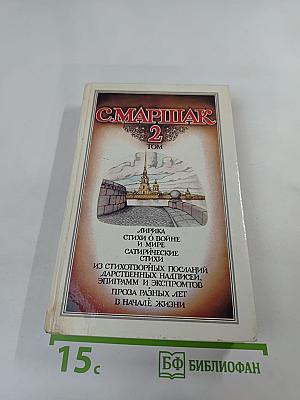 С.МАРШАК
2
ТОМ
ЛИРИКА
СТИХИ О ВОЙНЕ
И МИРЕ
САТИРИЧЕСКИЕ
СТИХИ
ИЗ СТИХОТВОРНЫХ ПОСЛАНИЙ
ДАРСТВЕННЫХ НАДПИСЕЙ,
ЭПИГРАММ И ЭКСПРОМТОВ
ПРОЗА РАЗНЫХ ЛЕТ
В НАЧАЛЕ ЖИЗНИ
15 с
БФ БИБЛИОФАН